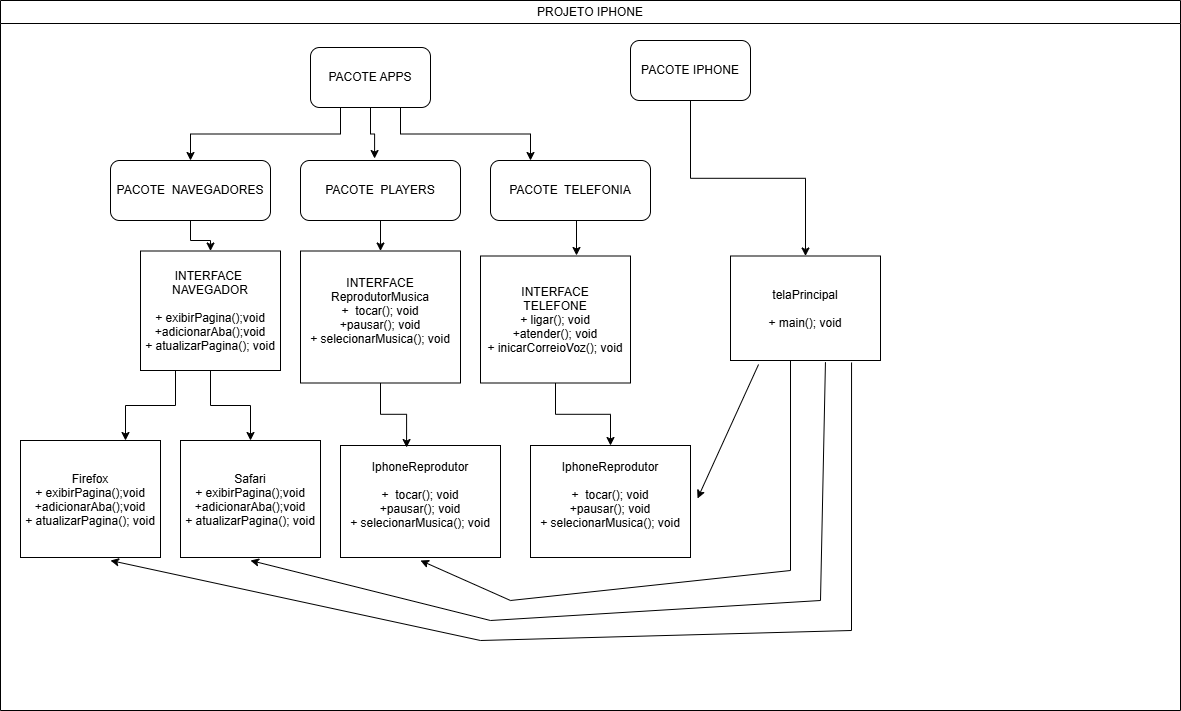 PROJETO IPHONE
PACOTE APPS
PACOTE IPHONE
PACOTE  NAVEGADORES
PACOTE  PLAYERS
PACOTE  TELEFONIA
INTERFACE
NAVEGADOR
+ exibirPagina();void
+adicionarAba();void
+ atualizarPagina(); void
INTERFACE
ReprodutorMusica
+  tocar(); void
+pausar(); void
+ selecionarMusica(); void
INTERFACE
TELEFONE
+ ligar(); void
+atender(); void
+ inicarCorreioVoz(); void
telaPrincipal
+ main(); void
Firefox
+ exibirPagina();void
+adicionarAba();void
+ atualizarPagina(); void
Safari
+ exibirPagina();void
+adicionarAba();void
+ atualizarPagina(); void
IphoneReprodutor
+  tocar(); void
+pausar(); void
+ selecionarMusica(); void
IphoneReprodutor
+  tocar(); void
+pausar(); void
+ selecionarMusica(); void